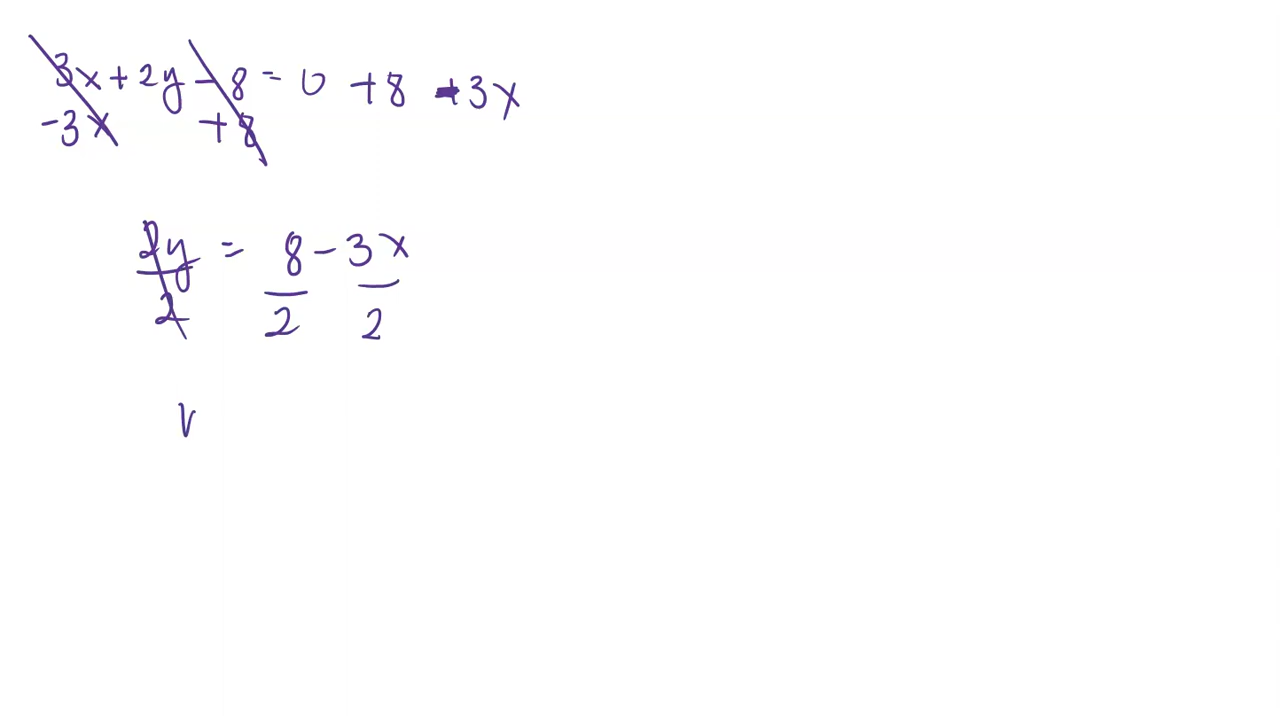 3x + 2y - 8 = 0 + 8 - 3x
-3x + 8
2y = 8 - 3x
2 2 2